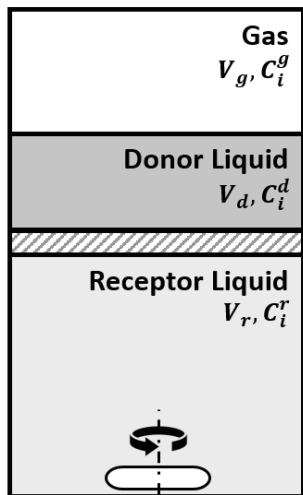 Gas
V_g, C_i^g
Donor Liquid
V_d, C_i^d
Receptor Liquid
V_r, C_i^r